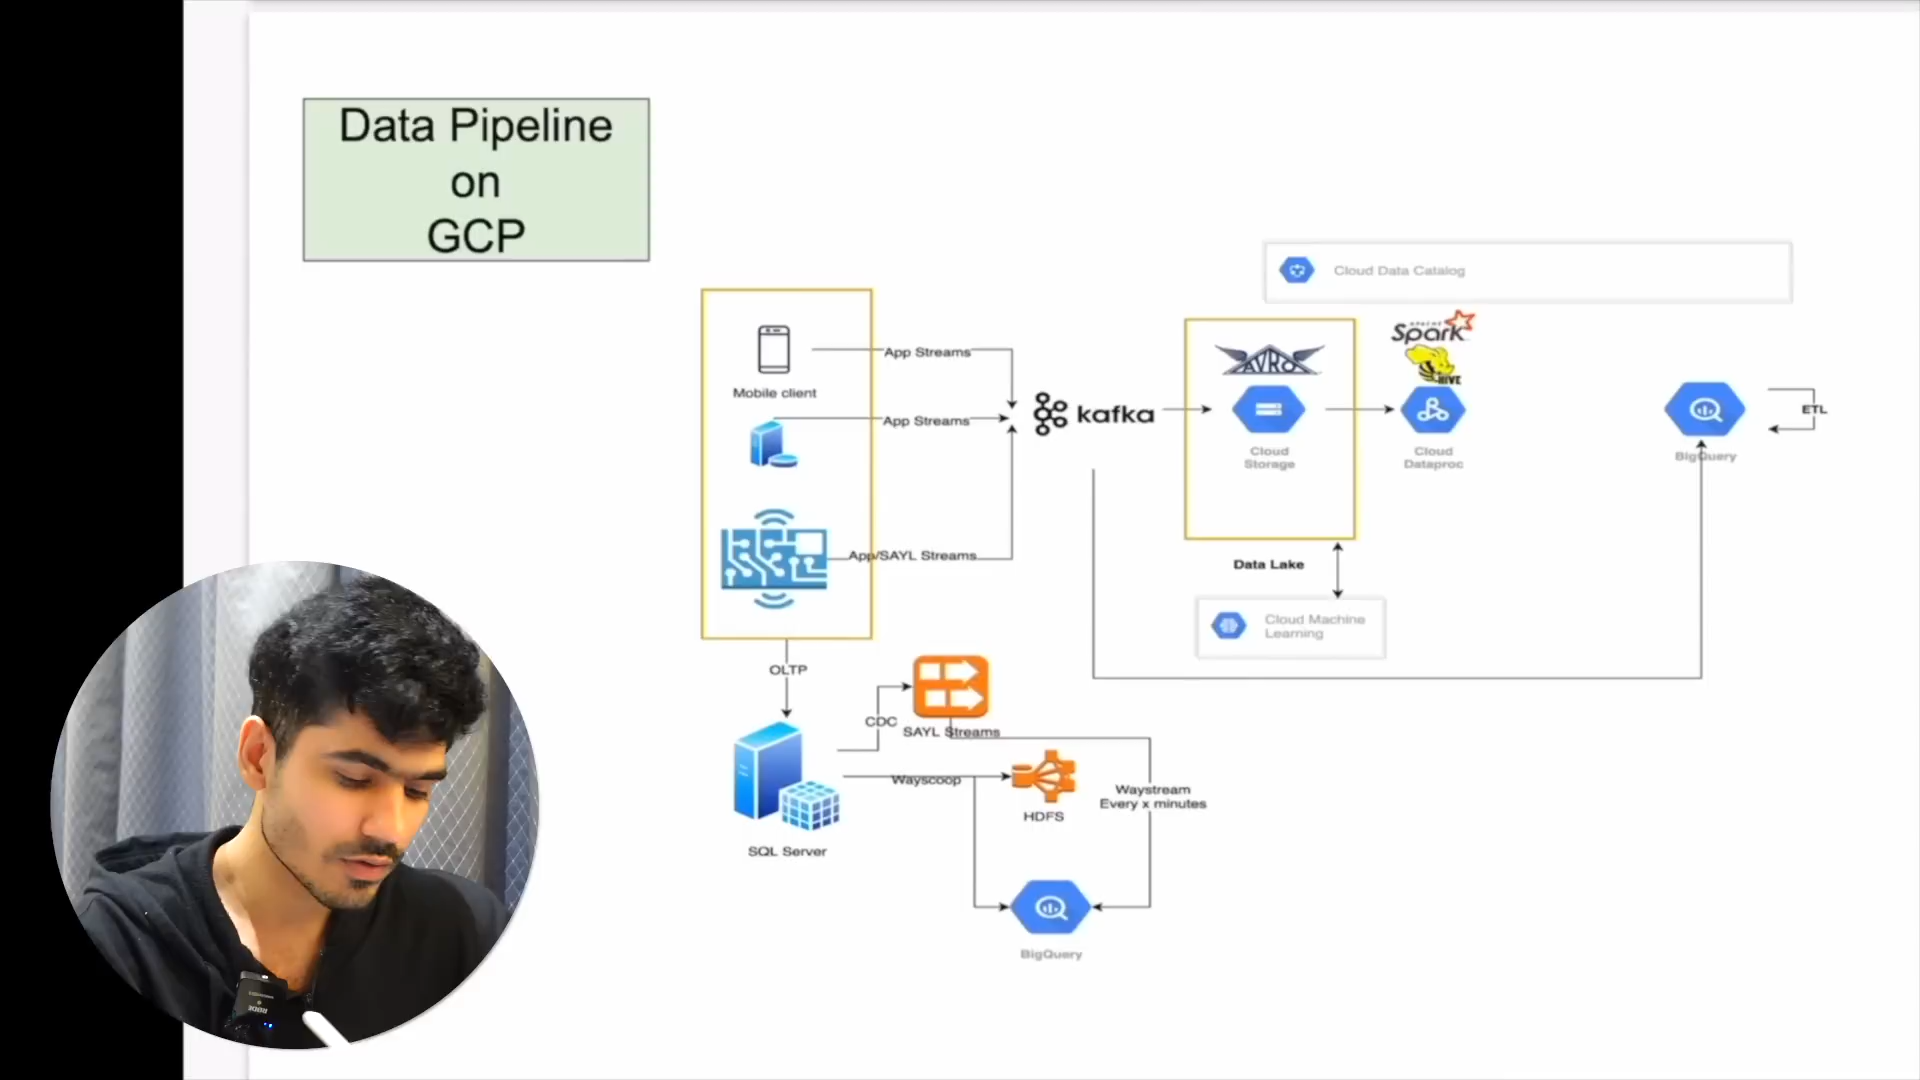 Data Pipeline
on
GCP
Cloud Data Catalog
APACHE
Spark
HIVE
AVRO
Mobile client
App Streams
App Streams
App/SAYL Streams
kafka
Cloud
Storage
Cloud
Dataproc
BigQuery
ETL
Data Lake
Cloud Machine
Learning
OLTP
CDC
SAYL Streams
Wayscoop
HDFS
Waystream
Every x minutes
SQL Server
BigQuery
RØDE